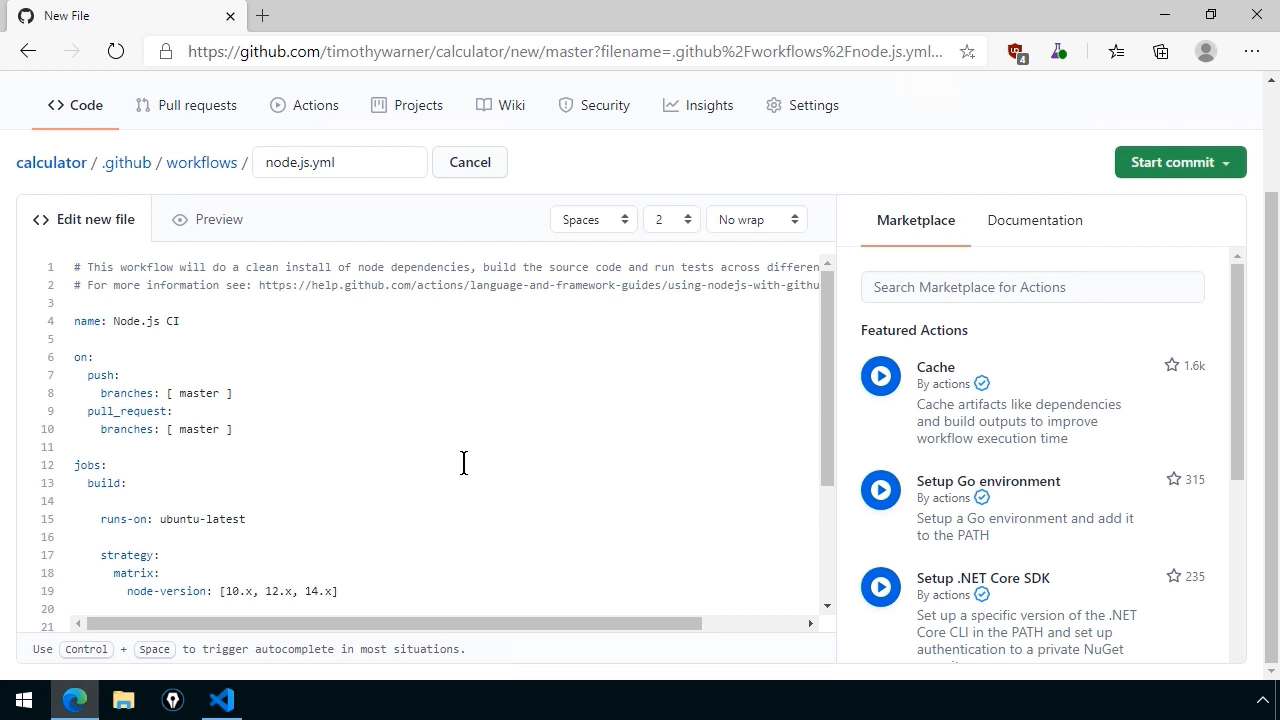 New File
https://github.com/timothywarner/calculator/new/master?filename=.github%2Fworkflows%2Fnode.js.yml...
4
Code
Pull requests
Actions
Projects
Wiki
Security
Insights
Settings
calculator / .github / workflows / node.js.yml
Cancel
Start commit
Edit new file
Preview
Spaces
2
No wrap
1 # This workflow will do a clean install of node dependencies, build the source code and run tests across differen
2 # For more information see: https://help.github.com/actions/language-and-framework-guides/using-nodejs-with-githu
3
4 name: Node.js CI
5
6 on:
7 push:
8 branches: [ master ]
9 pull_request:
10 branches: [ master ]
11
12 jobs:
13 build:
14
15 runs-on: ubuntu-latest
16
17 strategy:
18 matrix:
19 node-version: [10.x, 12.x, 14.x]
20
21
Use Control + Space to trigger autocomplete in most situations.
Marketplace
Documentation
Search Marketplace for Actions
Featured Actions
Cache
1.6k
By actions
Cache artifacts like dependencies
and build outputs to improve
workflow execution time
Setup Go environment
315
By actions
Setup a Go environment and add it
to the PATH
Setup .NET Core SDK
235
By actions
Set up a specific version of the .NET
Core CLI in the PATH and set up
authentication to a private NuGet